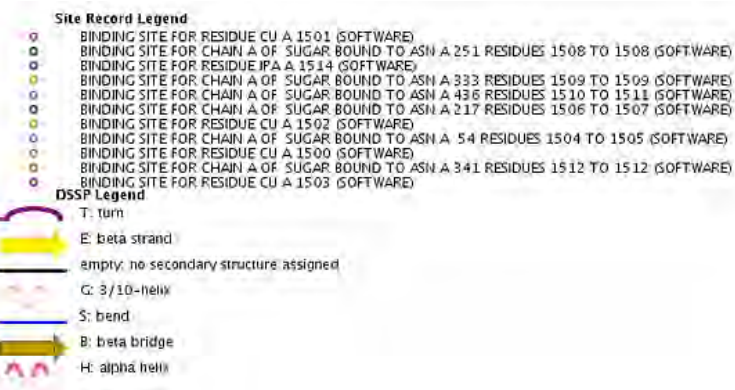 Site Record Legend
BINDING SITE FOR RESIDUE CU A 1501 (SOFTWARE)
BINDING SITE FOR CHAIN A OF SUGAR BOUND TO ASN A 251 RESIDUES 1508 TO 1508 (SOFTWARE)
BINDING SITE FOR RESIDUE IPA A 1514 (SOFTWARE)
BINDING SITE FOR CHAIN A OF SUGAR BOUND TO ASN A 333 RESIDUES 1509 TO 1509 (SOFTWARE)
BINDING SITE FOR CHAIN A OF SUGAR BOUND TO ASN A 436 RESIDUES 1510 TO 1511 (SOFTWARE)
BINDING SITE FOR CHAIN A OF SUGAR BOUND TO ASN A 217 RESIDUES 1506 TO 1507 (SOFTWARE)
BINDING SITE FOR RESIDUE CU A 1502 (SOFTWARE)
BINDING SITE FOR CHAIN A OF SUGAR BOUND TO ASN A 54 RESIDUES 1504 TO 1505 (SOFTWARE)
BINDING SITE FOR RESIDUE CU A 1500 (SOFTWARE)
BINDING SITE FOR CHAIN A OF SUGAR BOUND TO ASN A 341 RESIDUES 1512 TO 1512 (SOFTWARE)
BINDING SITE FOR RESIDUE CU A 1503 (SOFTWARE)
DSSP Legend
T: turn
E: beta strand
empty: no secondary structure assigned
G: 3/10-helix
S: bend
B: beta bridge
H: alpha helix